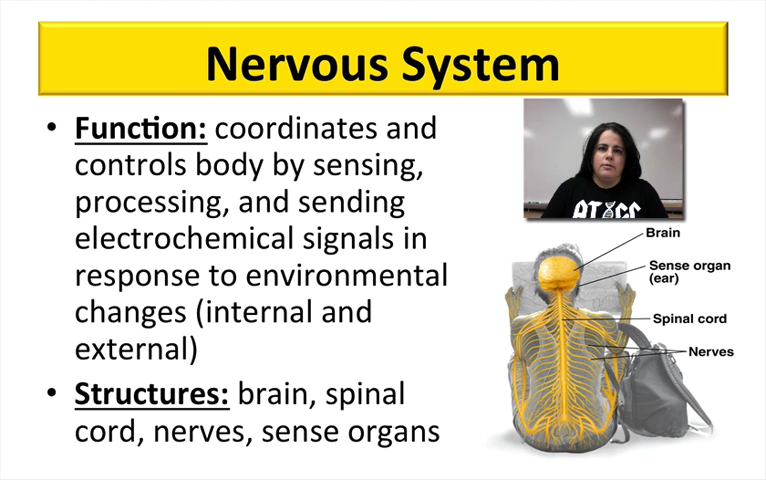 Nervous System
• Function: coordinates and
controls body by sensing,
processing, and sending
electrochemical signals in
response to environmental
changes (internal and
external)
• Structures: brain, spinal
cord, nerves, sense organs
Brain
Sense organ
(ear)
Spinal cord
Nerves